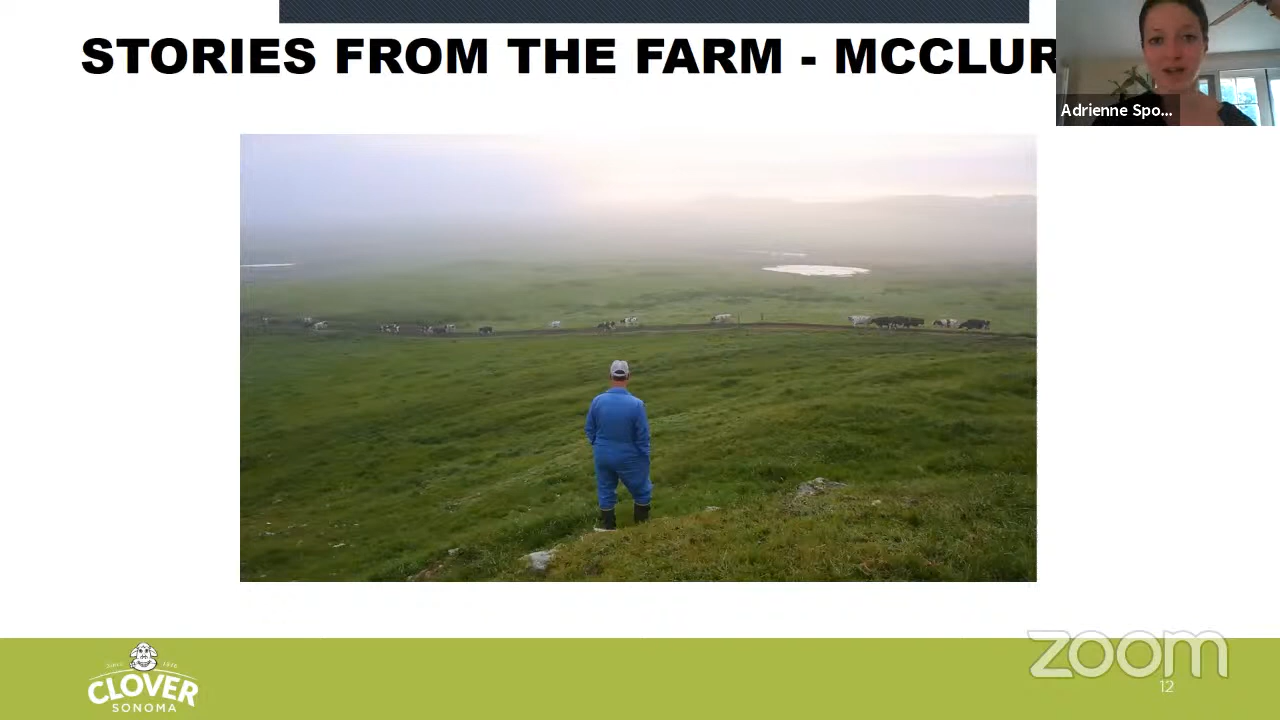 STORIES FROM THE FARM - MCCLUR
Adrienne Spo...
SINCE 1916
CLOVER
SONOMA
zoom
12